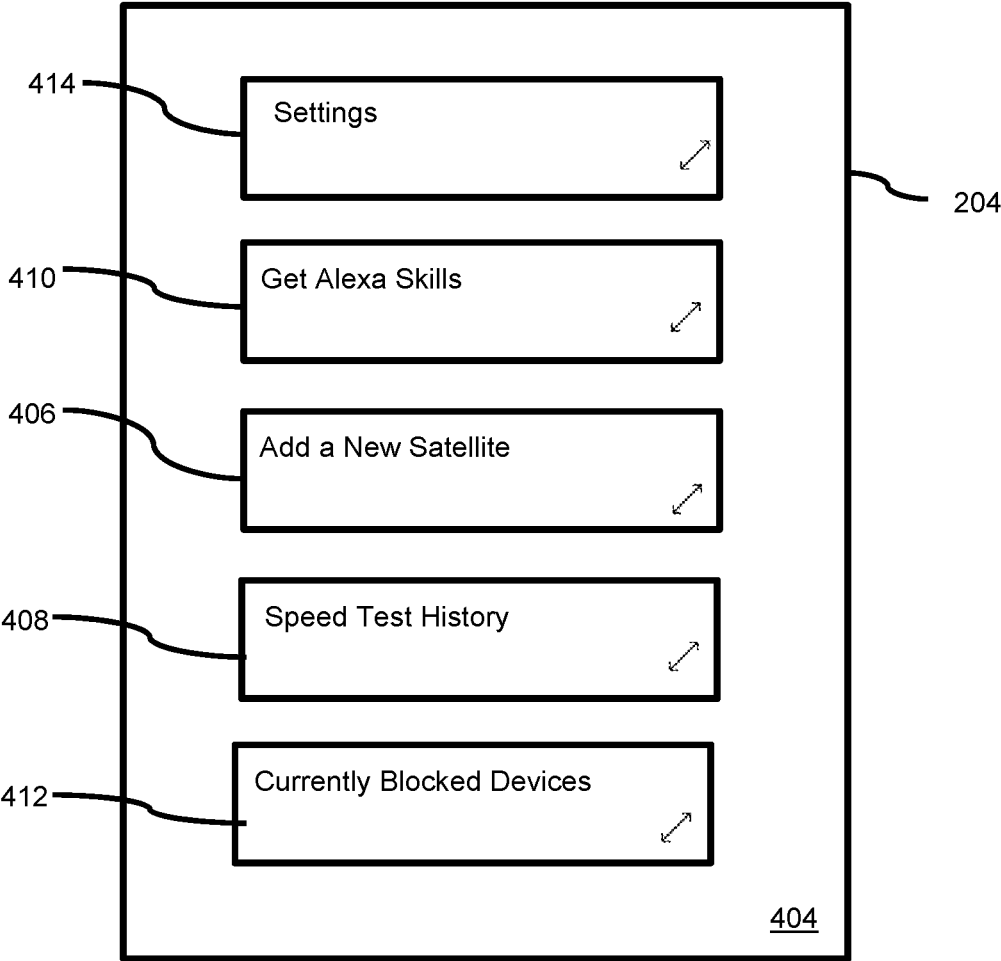 414
Settings
204
410
Get Alexa Skills
406
Add a New Satellite
408
Speed Test History
412
Currently Blocked Devices
404